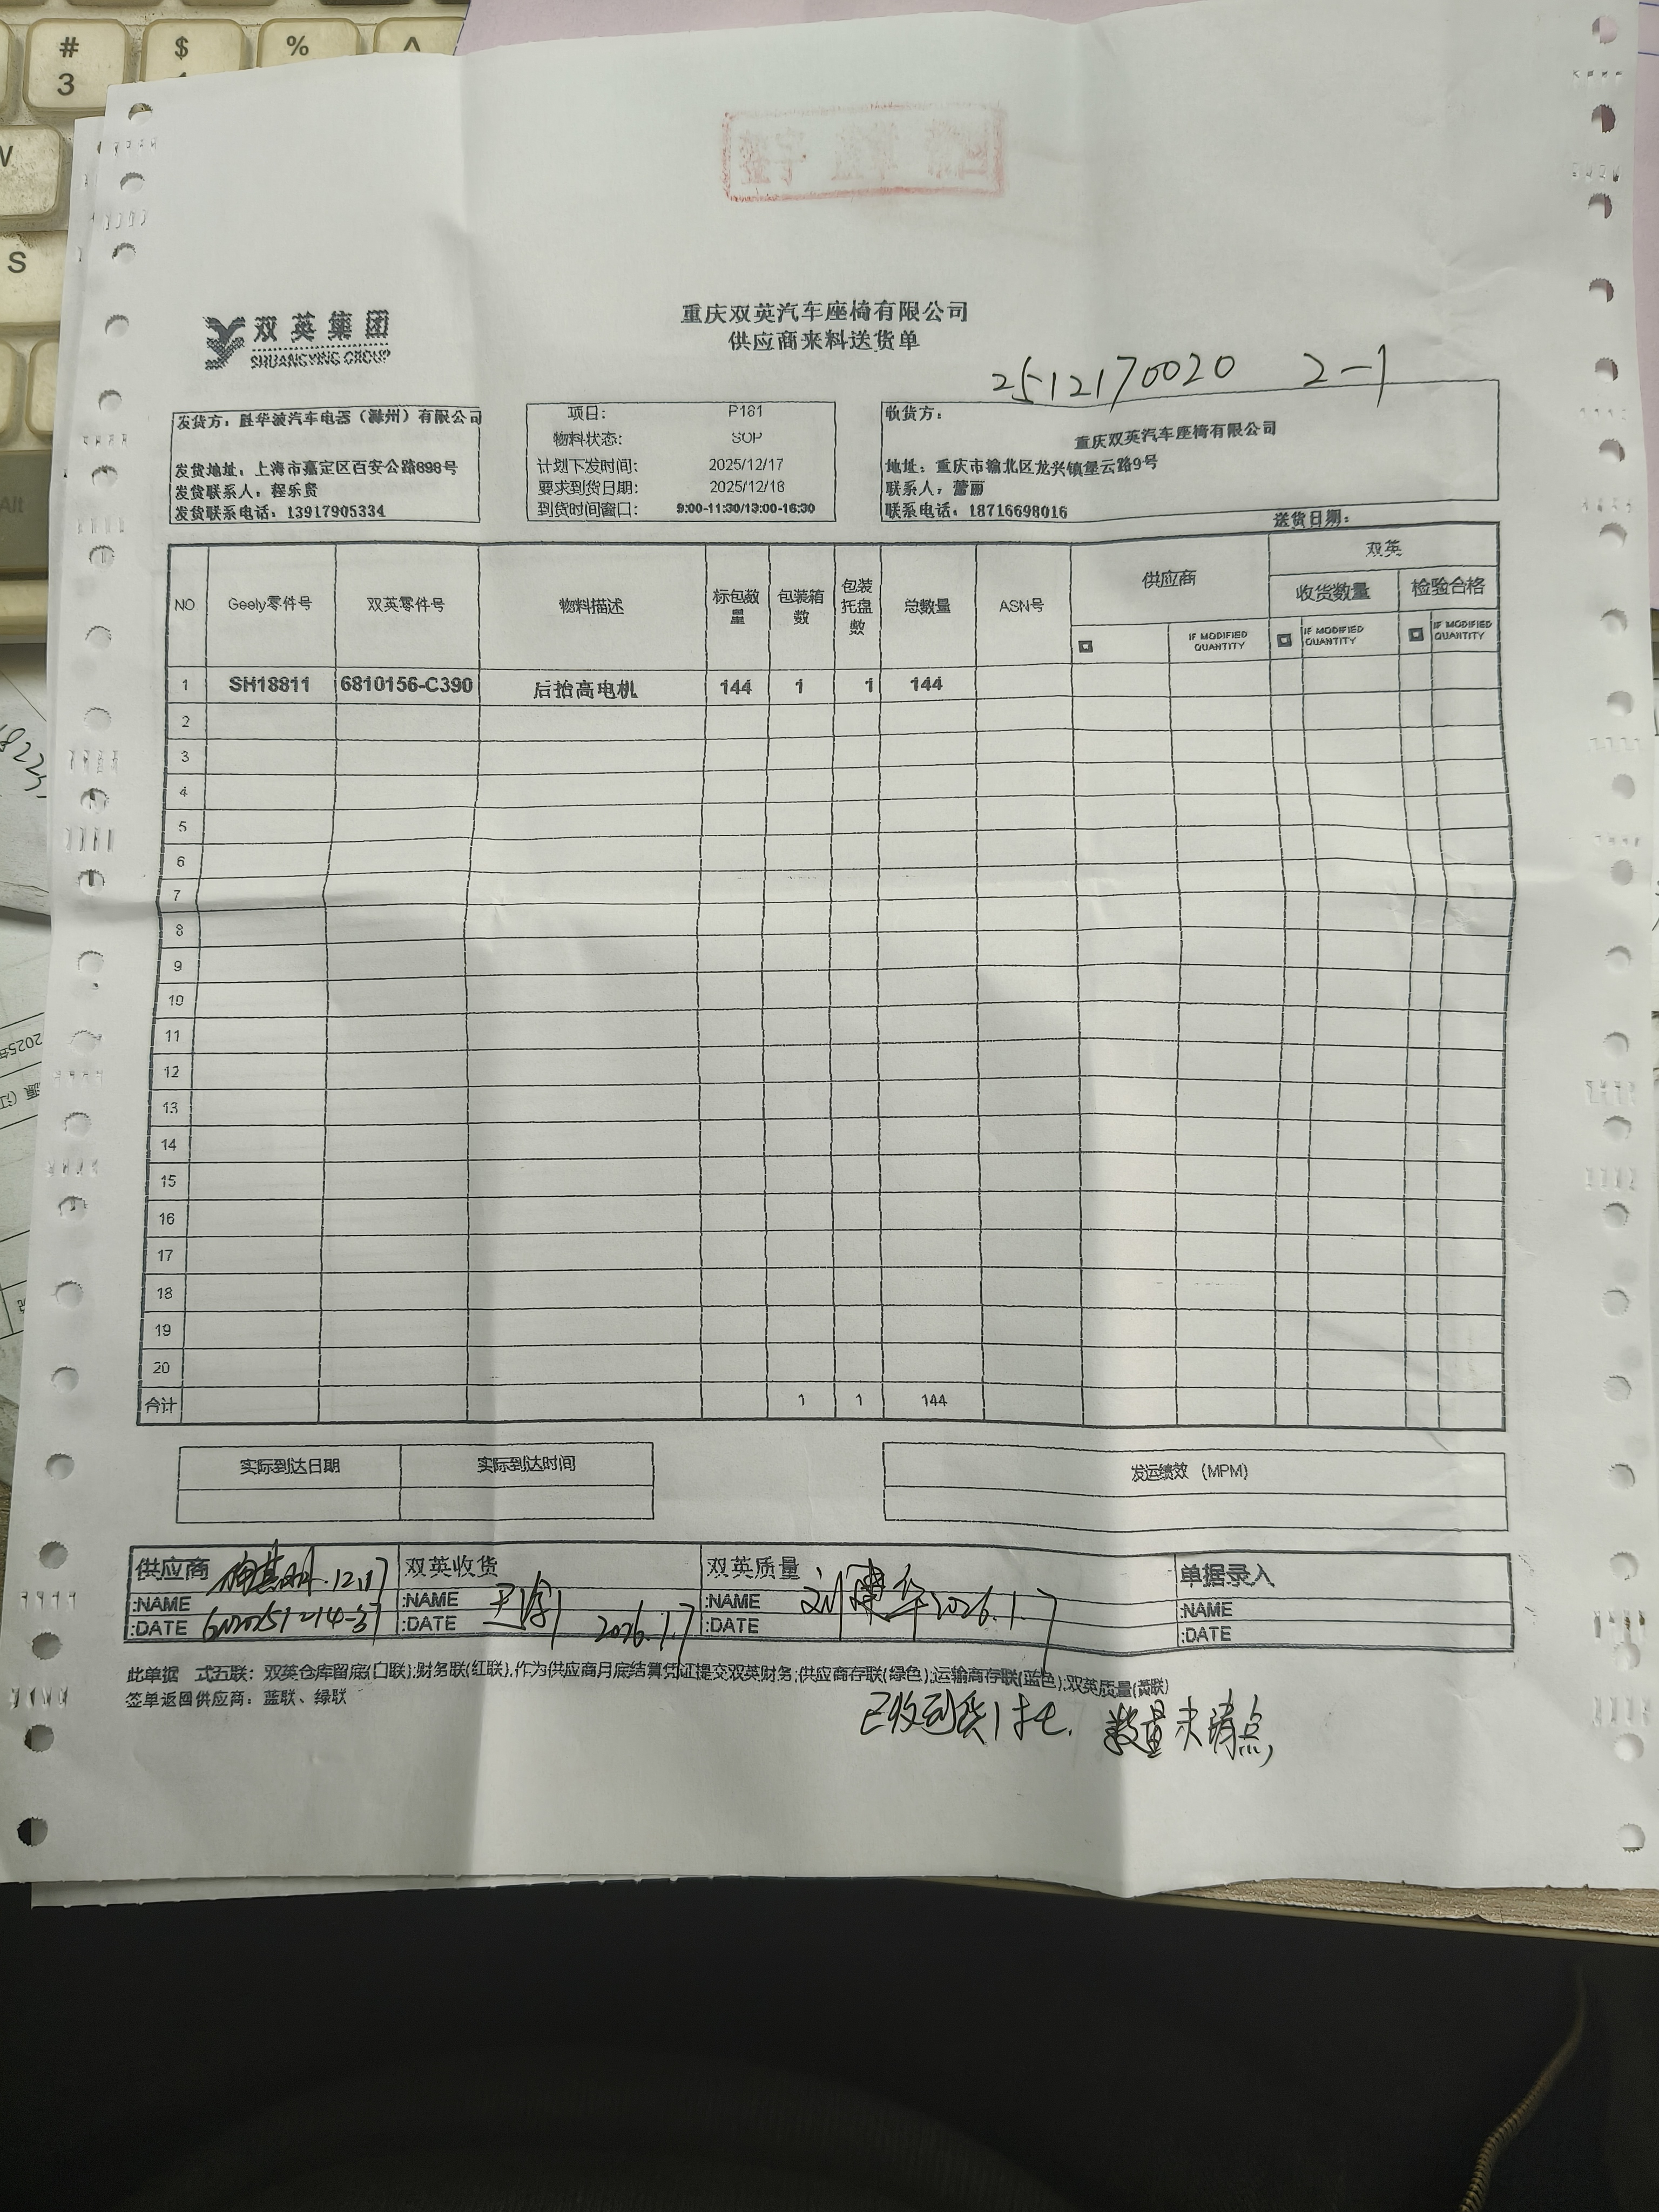 双英集团
SHUANGYING GROUP
重庆双英汽车座椅有限公司
供应商来料送货单
2512170020 2-1
发货方：胜华波汽车电器（滁州）有限公司
发货地址：上海市嘉定区百安公路898号
发货联系人：程乐贤
发货联系电话：13917905334
项目： P181
物料状态： SOP
计划下发时间： 2025/12/17
要求到货日期： 2025/12/18
到货时间窗口： 9:00-11:30/13:00-16:30
收货方：
重庆双英汽车座椅有限公司
地址：重庆市渝北区龙兴镇堡云路9号
联系人：蕾丽
联系电话：18716698016
送货日期：
NO Geely零件号 双英零件号 物料描述 标包数量 包装箱数 包装托盘数 总数量 ASN号 供应商 双英
收货数量 检验合格
IF MODIFIED QUANTITY IF MODIFIED QUANTITY IF MODIFIED QUANTITY
1 SH18811 6810156-C390 后抬高电机 144 1 1 144
2
3
4
5
6
7
8
9
10
11
12
13
14
15
16
17
18
19
20
合计 1 1 144
实际到达日期 实际到达时间
发运绩效（MPM）
供应商 12.17 双英收货 双英质量 单据录入
:NAME :NAME :NAME :NAME
:DATE :DATE 2026.1.7 :DATE 2026.1.7 :DATE
此单据 式五联：双英仓库留底(门联);财务联(红联),作为供应商月底结算凭证提交双英财务;供应商存联(绿色);运输商存联(蓝色);双英质量(黄联)
签单返回供应商：蓝联、绿联
已收到货1托. 数量未清点